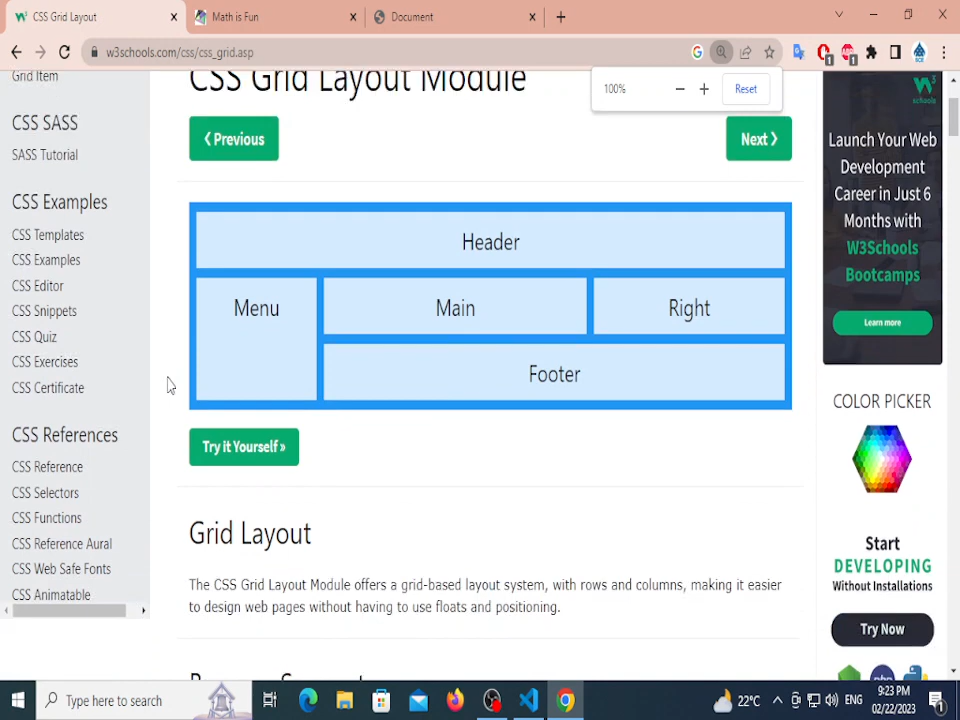 CSS Grid Layout
Math is Fun
Document
w3schools.com/css/css_grid.asp
100%
Reset
Grid Item
CSS SASS
SASS Tutorial
CSS Examples
CSS Templates
CSS Examples
CSS Editor
CSS Snippets
CSS Quiz
CSS Exercises
CSS Certificate
CSS References
CSS Reference
CSS Selectors
CSS Functions
CSS Reference Aural
CSS Web Safe Fonts
CSS Animatable
CSS Grid Layout Module
❮ Previous
Next ❯
Header
Menu
Main
Right
Footer
Try it Yourself »
Grid Layout
The CSS Grid Layout Module offers a grid-based layout system, with rows and columns, making it easier
to design web pages without having to use floats and positioning.
schools
Launch Your Web
Development
Career in Just 6
Months with
W3Schools
Bootcamps
Learn more
COLOR PICKER
Start
DEVELOPING
Without Installations
Try Now
Type here to search
22°C
ENG
9:23 PM
02/22/2023